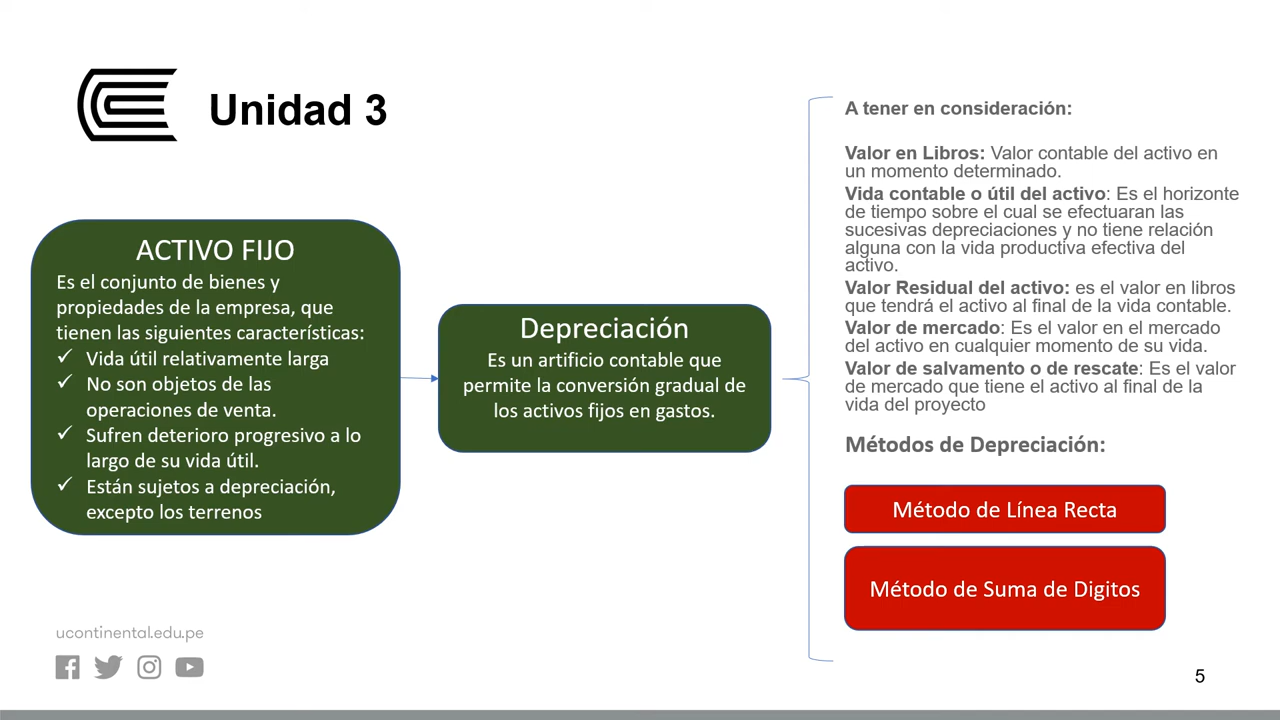 Unidad 3
ACTIVO FIJO
Es el conjunto de bienes y
propiedades de la empresa, que
tienen las siguientes características:
✓ Vida útil relativamente larga
✓ No son objetos de las
operaciones de venta.
✓ Sufren deterioro progresivo a lo
largo de su vida útil.
✓ Están sujetos a depreciación,
excepto los terrenos
Depreciación
Es un artificio contable que
permite la conversión gradual de
los activos fijos en gastos.
A tener en consideración:
Valor en Libros: Valor contable del activo en
un momento determinado.
Vida contable o útil del activo: Es el horizonte
de tiempo sobre el cual se efectuaran las
sucesivas depreciaciones y no tiene relación
alguna con la vida productiva efectiva del
activo.
Valor Residual del activo: es el valor en libros
que tendrá el activo al final de la vida contable.
Valor de mercado: Es el valor en el mercado
del activo en cualquier momento de su vida.
Valor de salvamento o de rescate: Es el valor
de mercado que tiene el activo al final de la
vida del proyecto
Métodos de Depreciación:
Método de Línea Recta
Método de Suma de Digitos
ucontinental.edu.pe
5